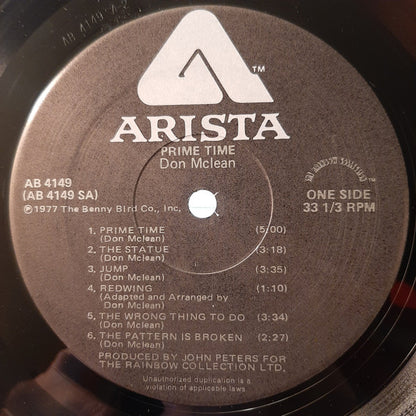 AB 4149
TM
ARISTA
PRIME TIME
Don Mclean
AB 4149
(AB 4149 SA)
℗1977 The Benny Bird Co., Inc.
ONE SIDE
33 1/3 RPM
1. PRIME TIME (5:00)
(Don Mclean)
2. THE STATUE (3:18)
(Don Mclean)
3. JUMP (3:35)
(Don Mclean)
4. REDWING (1:10)
(Adapted and Arranged by
Don Mclean)
5. THE WRONG THING TO DO (3:34)
(Don Mclean)
6. THE PATTERN IS BROKEN (2:27)
(Don Mclean)
PRODUCED BY JOHN PETERS FOR
THE RAINBOW COLLECTION LTD.
Unauthorized duplication is a
violation of applicable laws.